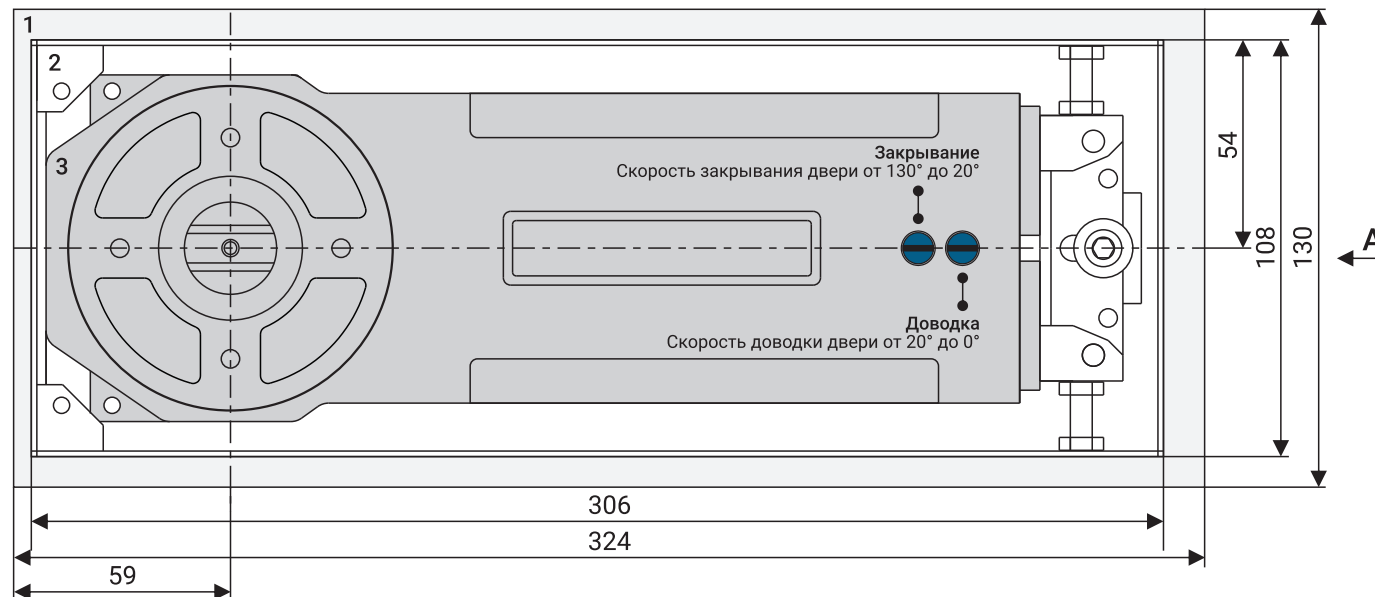 1
2
3
Закрывание
Скорость закрывания двери от 130° до 20°
Доводка
Скорость доводки двери от 20° до 0°
54
108
130
A
306
324
59